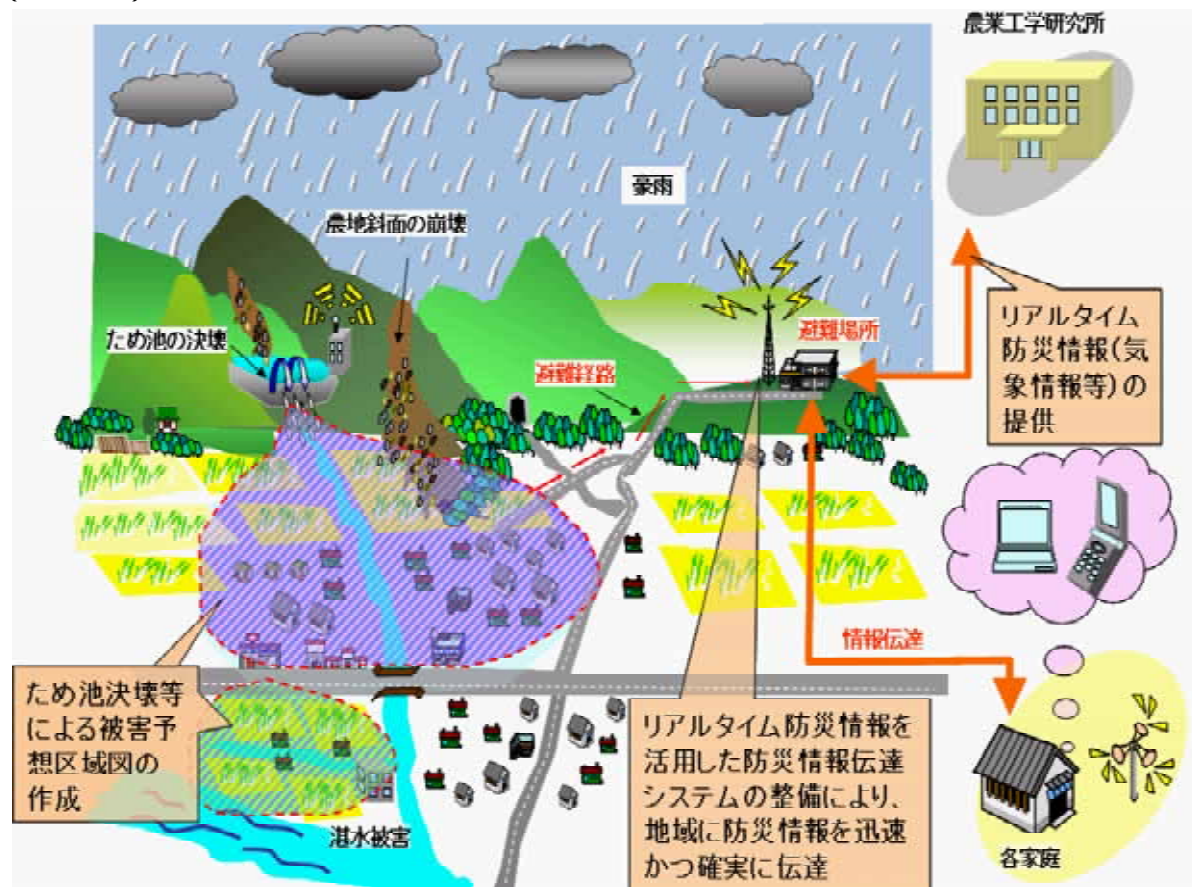 農業工学研究所
豪雨
農地斜面の崩壊
ため池の決壊
避難場所
避難経路
リアルタイム
防災情報(気
象情報等)の
提供
情報伝達
ため池決壊等
による被害予
想区域図の
作成
リアルタイム防災情報を
活用した防災情報伝達
システムの整備により、
地域に防災情報を迅速
かつ確実に伝達
湛水被害
各家庭